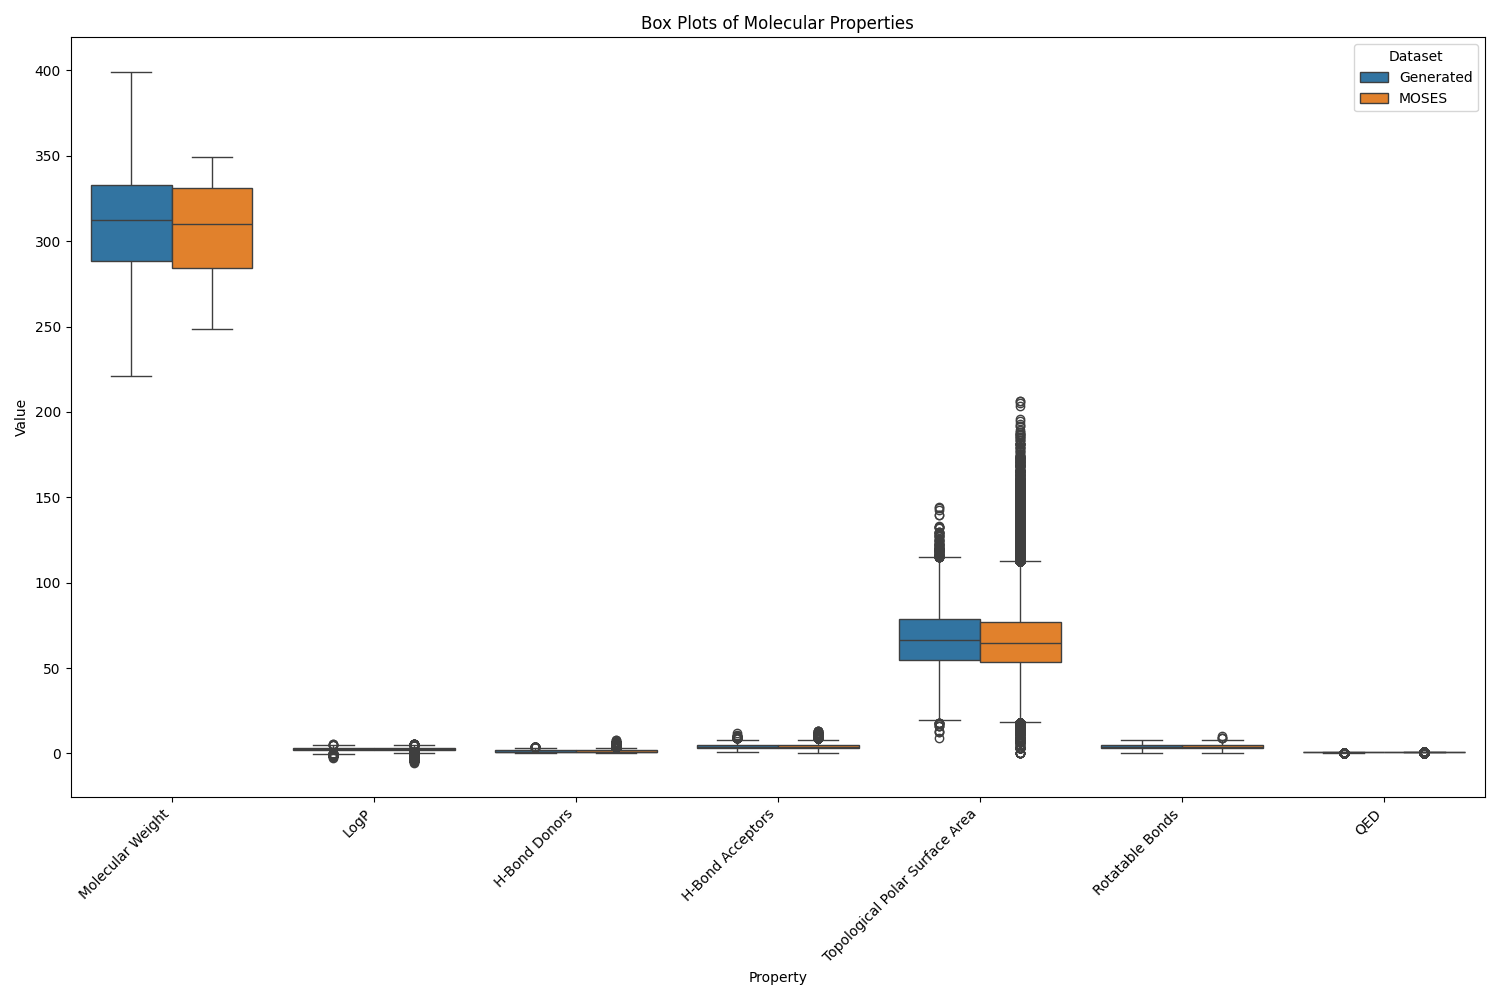 Box Plots of Molecular Properties
Dataset
Generated
MOSES
400
350
300
250
200
150
100
50
0
Value
Molecular Weight
LogP
H-Bond Donors
H-Bond Acceptors
Topological Polar Surface Area
Rotatable Bonds
QED
Property